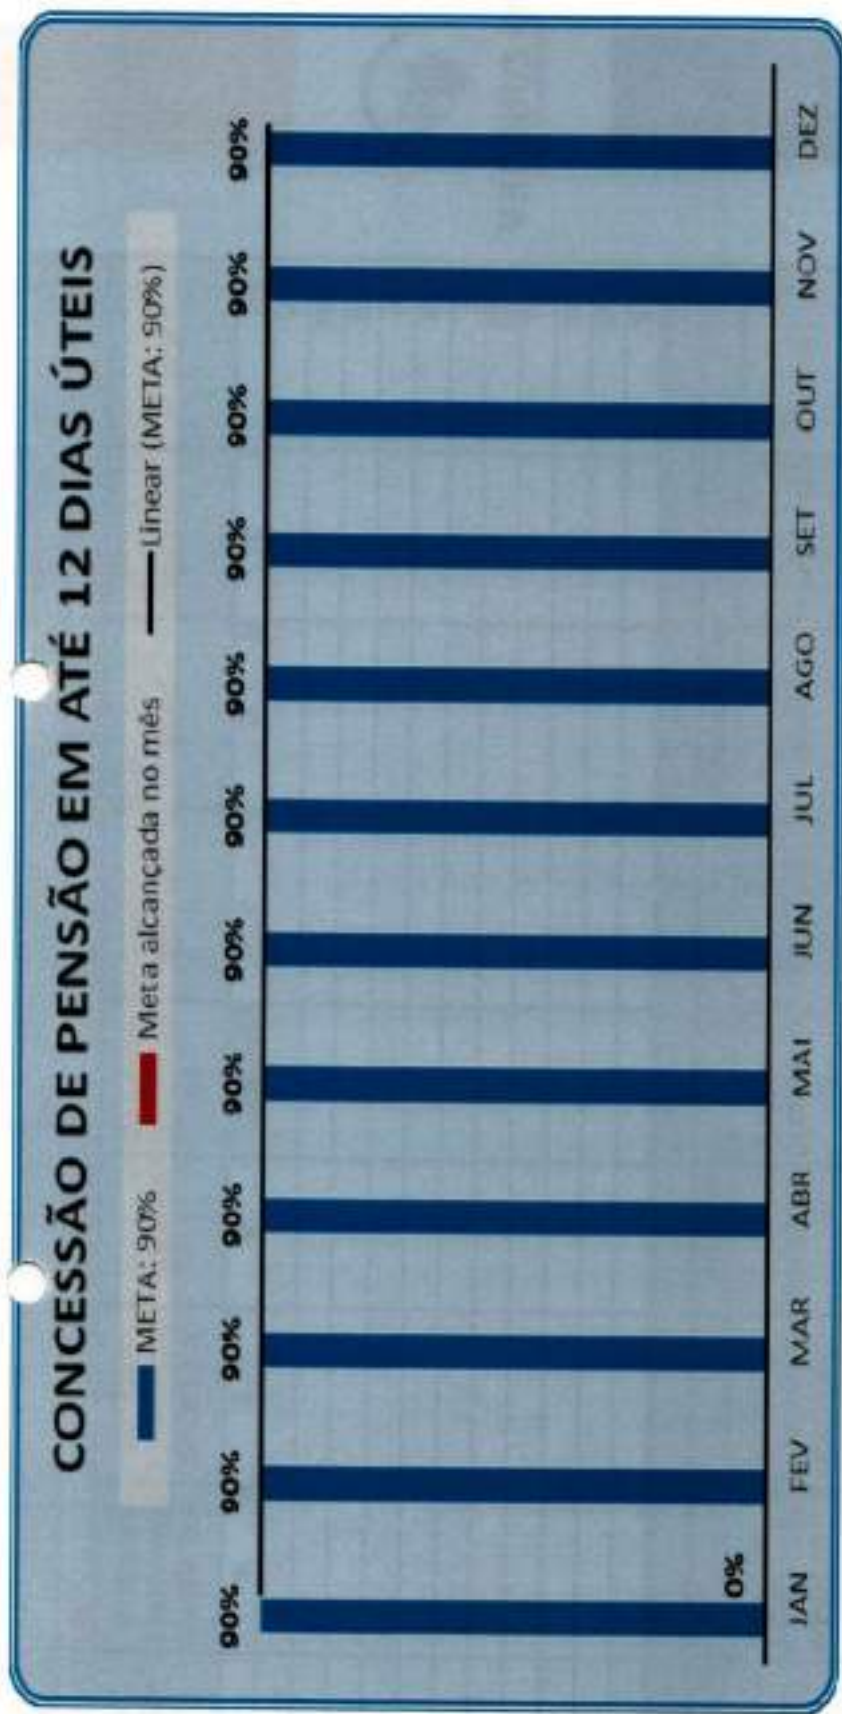 CONCESSÃO DE PENSÃO EM ATÉ 12 DIAS ÚTEIS
META: 90% Meta alcançada no mês Linear (META: 90%)
90% 90% 90% 90% 90% 90% 90% 90% 90% 90% 90% 90%
0%
JAN FEV MAR ABR MAI JUN JUL AGO SET OUT NOV DEZ